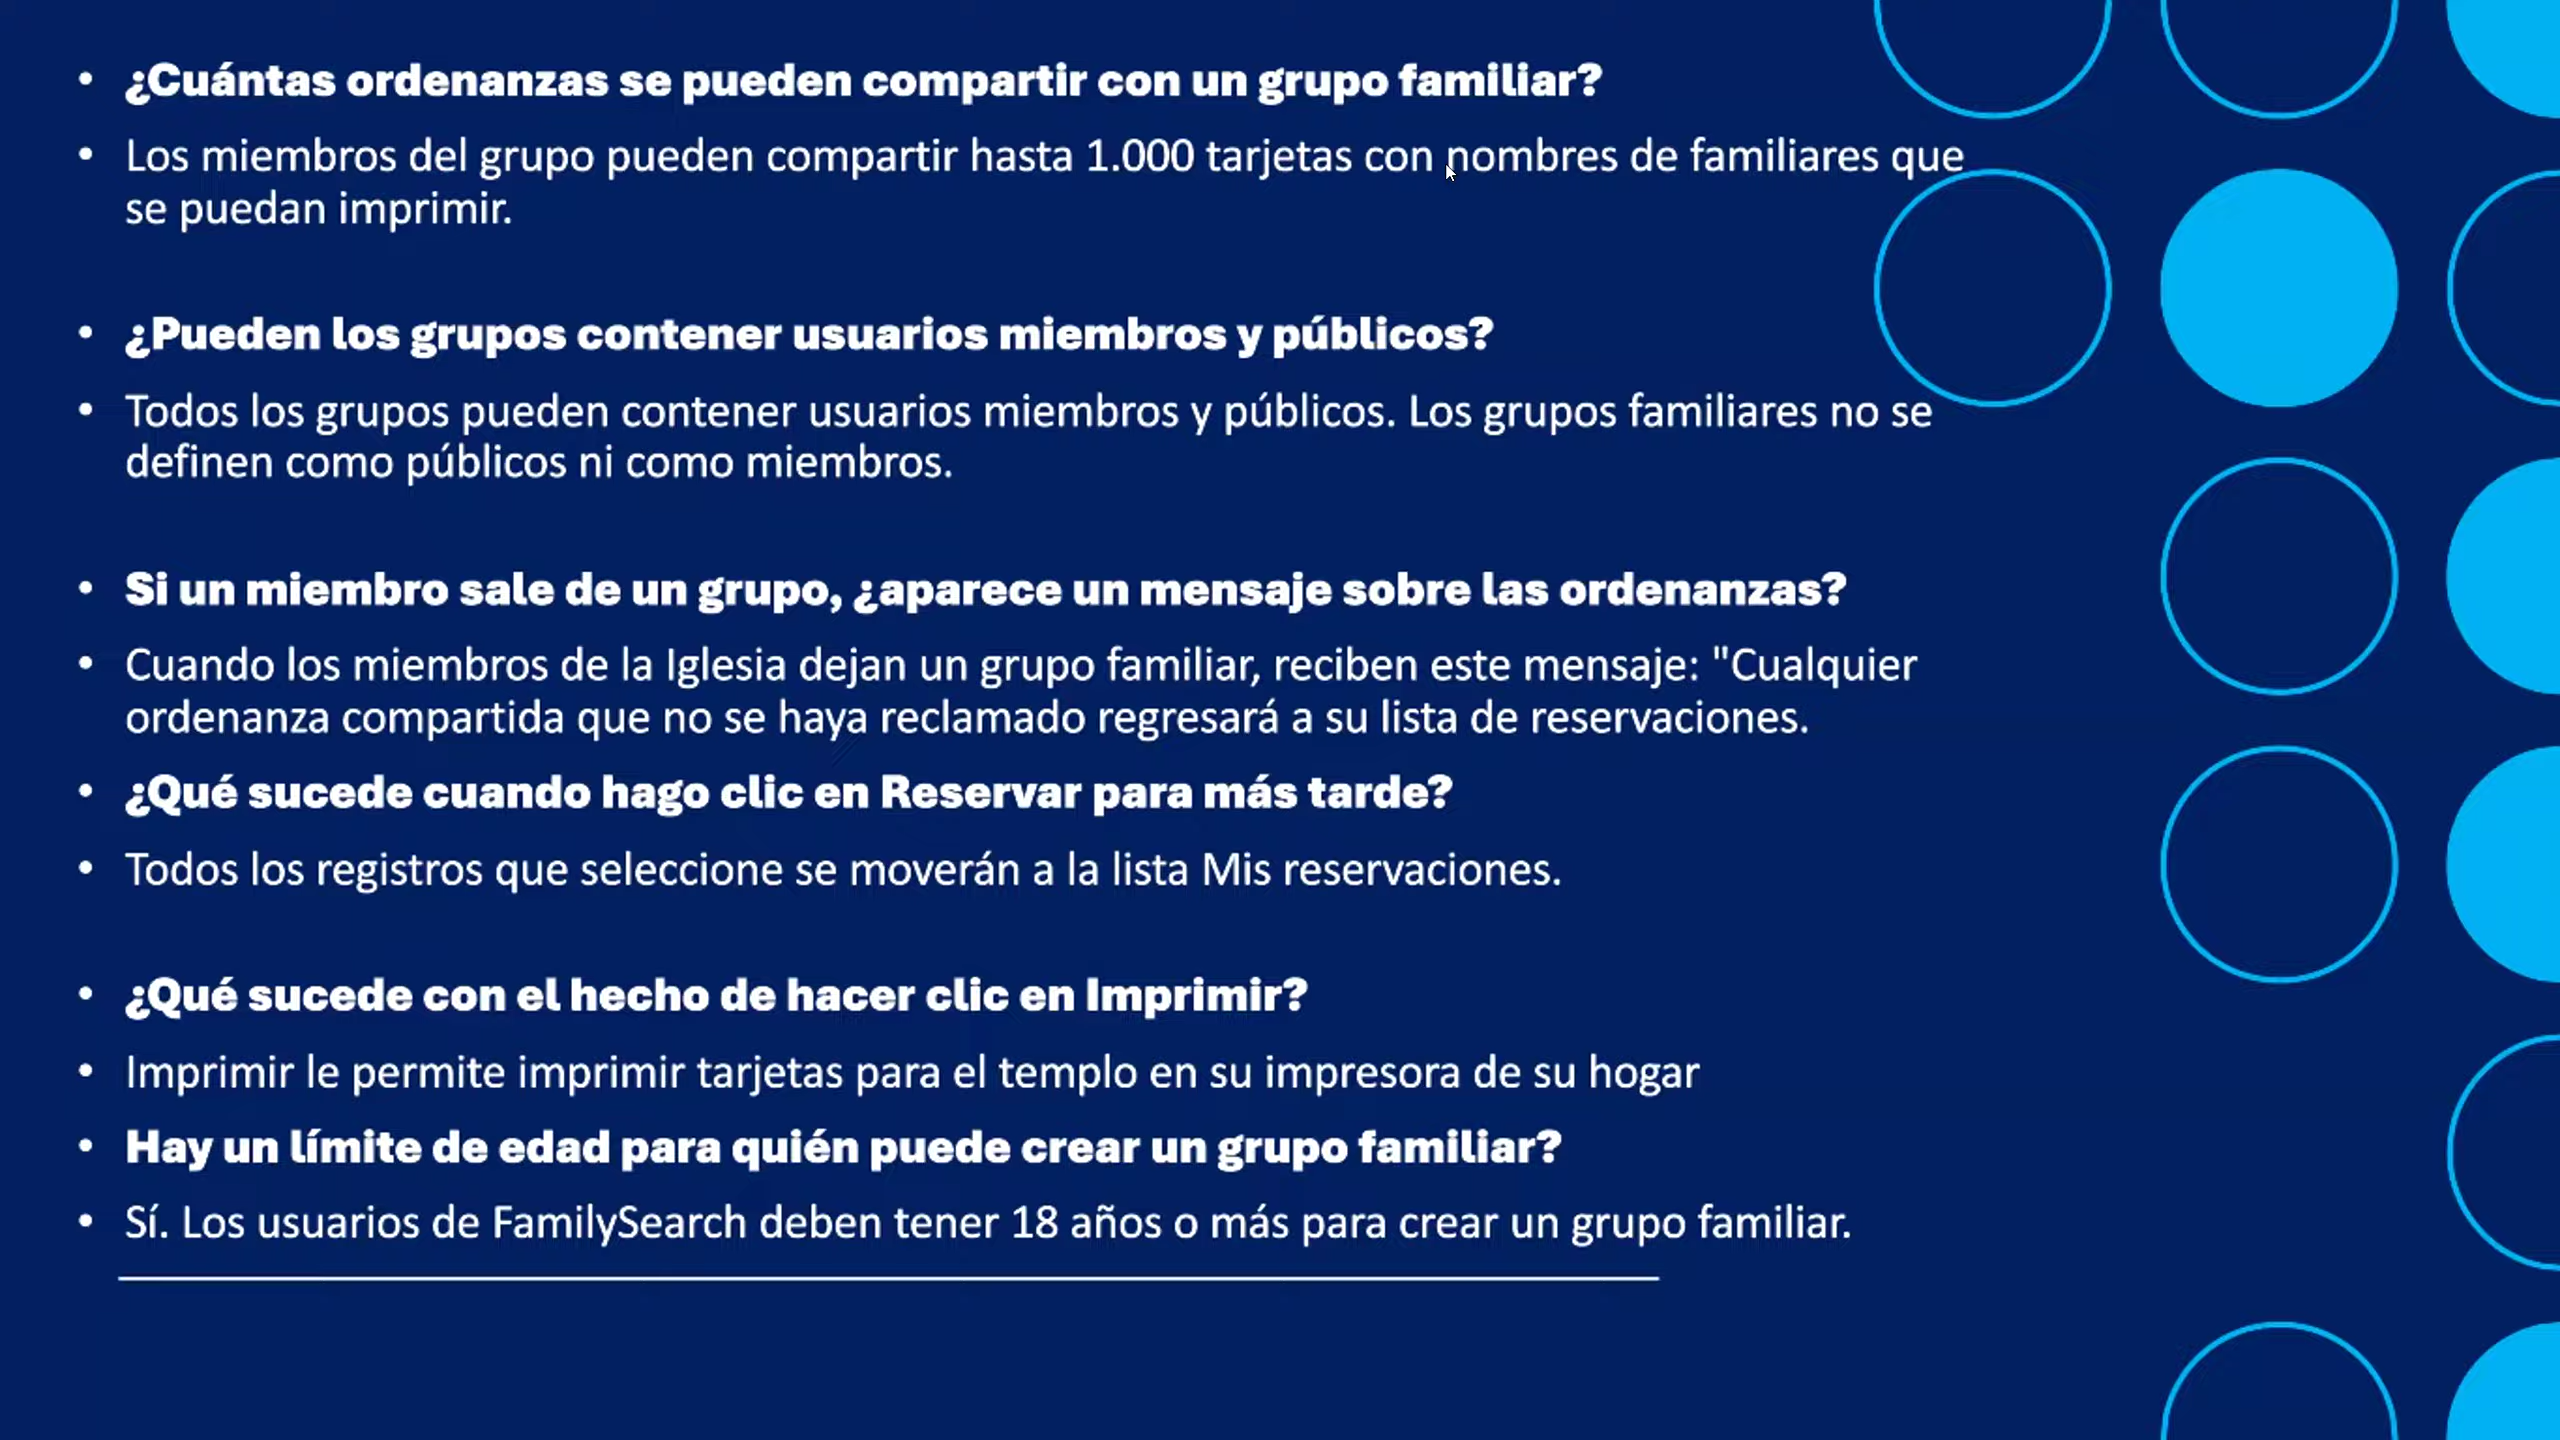 • ¿Cuántas ordenanzas se pueden compartir con un grupo familiar?
• Los miembros del grupo pueden compartir hasta 1.000 tarjetas con nombres de familiares que
se puedan imprimir.
• ¿Pueden los grupos contener usuarios miembros y públicos?
• Todos los grupos pueden contener usuarios miembros y públicos. Los grupos familiares no se
definen como públicos ni como miembros.
• Si un miembro sale de un grupo, ¿aparece un mensaje sobre las ordenanzas?
• Cuando los miembros de la Iglesia dejan un grupo familiar, reciben este mensaje: "Cualquier
ordenanza compartida que no se haya reclamado regresará a su lista de reservaciones.
• ¿Qué sucede cuando hago clic en Reservar para más tarde?
• Todos los registros que seleccione se moverán a la lista Mis reservaciones.
• ¿Qué sucede con el hecho de hacer clic en Imprimir?
• Imprimir le permite imprimir tarjetas para el templo en su impresora de su hogar
• Hay un límite de edad para quién puede crear un grupo familiar?
• Sí. Los usuarios de FamilySearch deben tener 18 años o más para crear un grupo familiar.